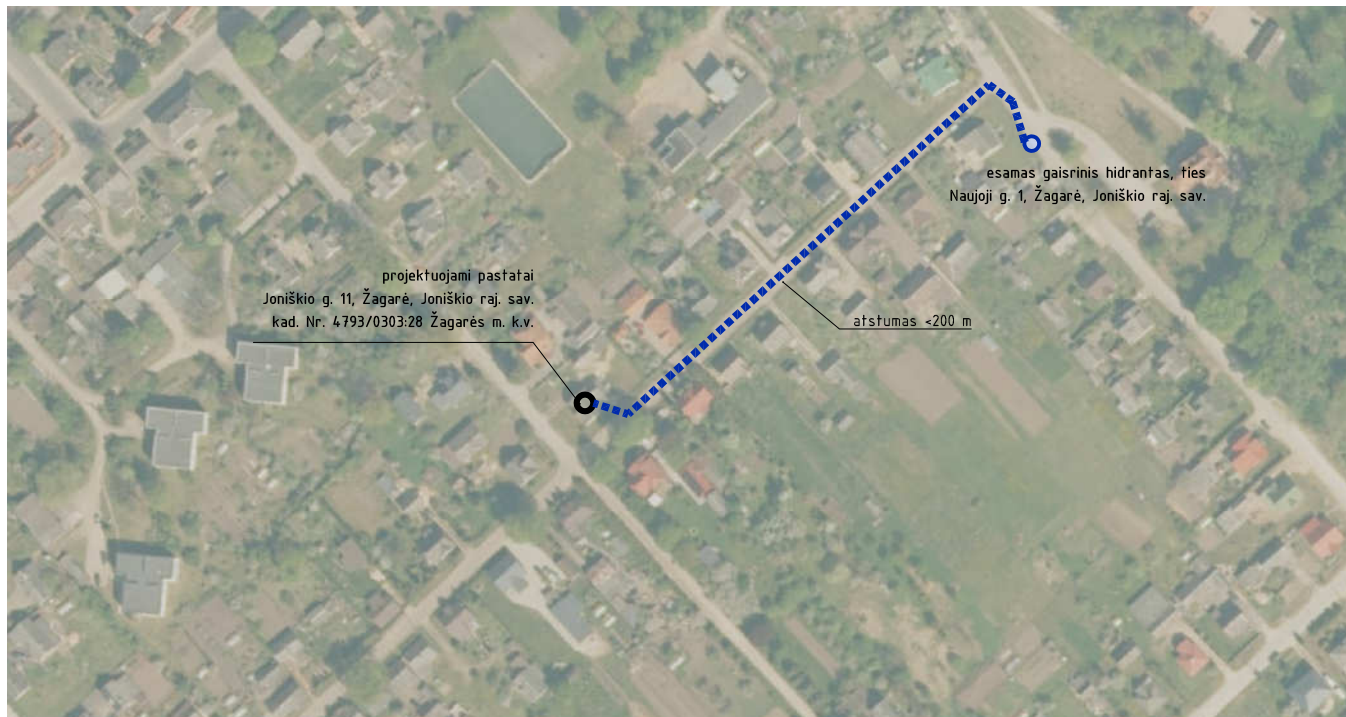 esamas gaisrinis hidrantas, ties
Naujoji g. 1, Žagarė, Joniškio raj. sav.
projektuojami pastatai
Joniškio g. 11, Žagarė, Joniškio raj. sav.
kad. Nr. 4793/0303:28 Žagarės m. k.v.
atstumas <200 m